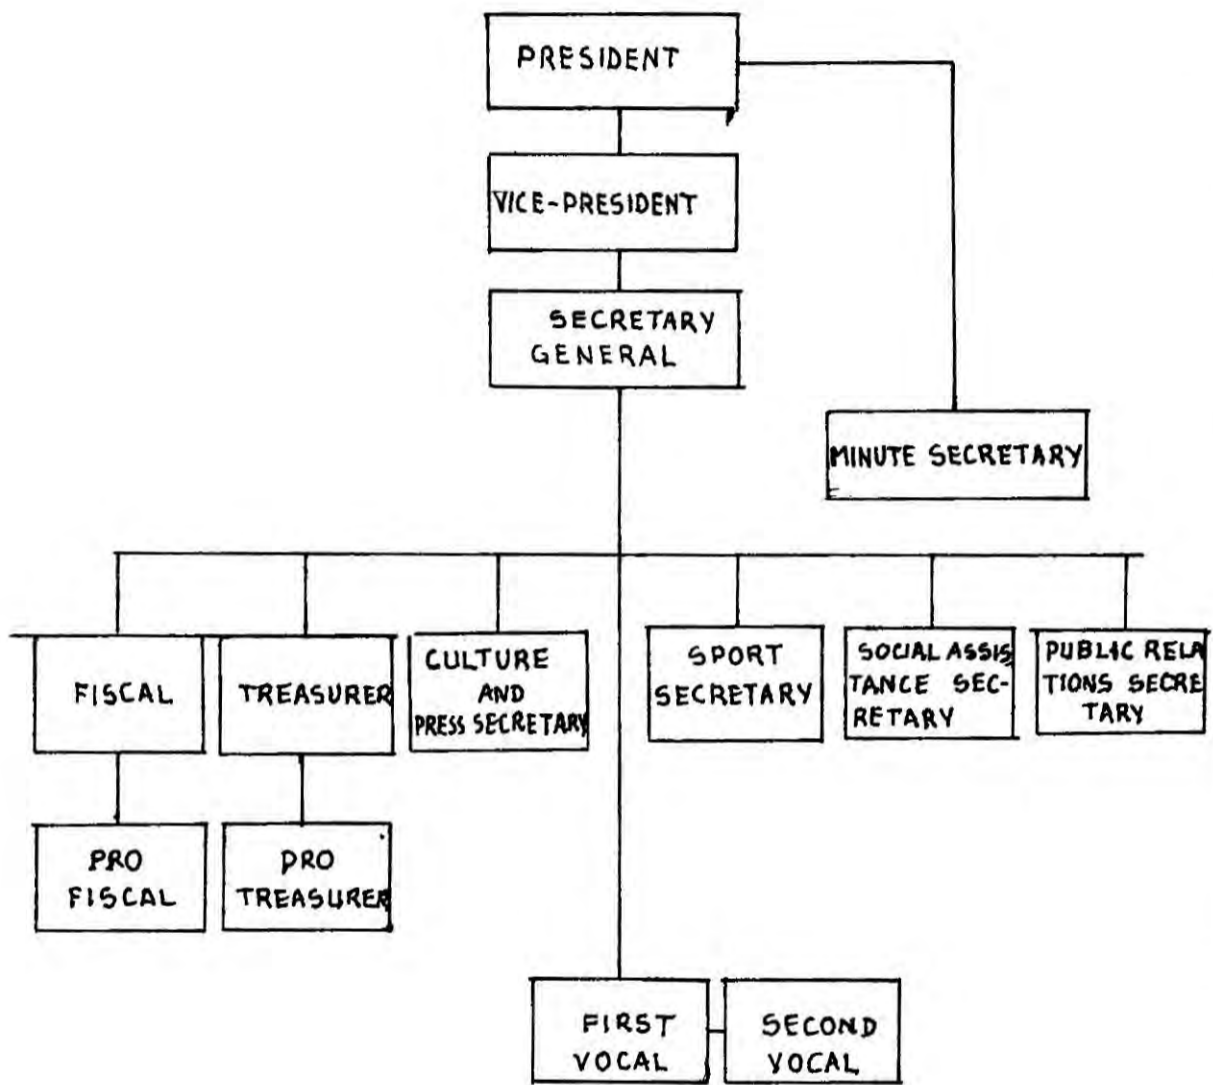 PRESIDENT
VICE-PRESIDENT
SECRETARY
GENERAL
MINUTE SECRETARY
FISCAL
TREASURER
CULTURE
AND
PRESS SECRETARY
SPORT
SECRETARY
SOCIAL ASSIS
TANCE SEC-
RETARY
PUBLIC RELA
TIONS SECRE
TARY
PRO
FISCAL
PRO
TREASURER
FIRST
VOCAL
SECOND
VOCAL